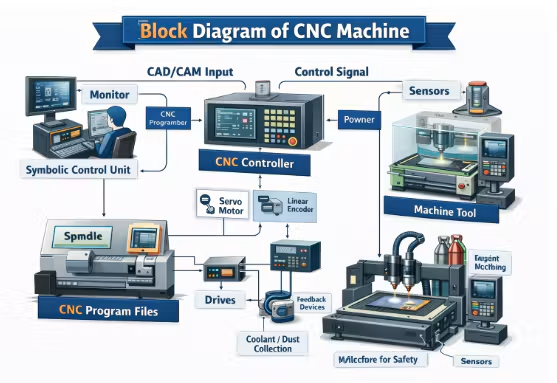 Block Diagram of CNC Machine
CAD/CAM Input
Control Signal
Monitor
Sensors
CNC
Programber
Powner
CNC Controller
Symbolic Control Unit
Servo
Motor
Linear
Encoder
Machine Tool
Spmdle
CNC Program Files
Drives
Feedback
Devices
Coolant / Dust
Collection
for Safety
Sensors